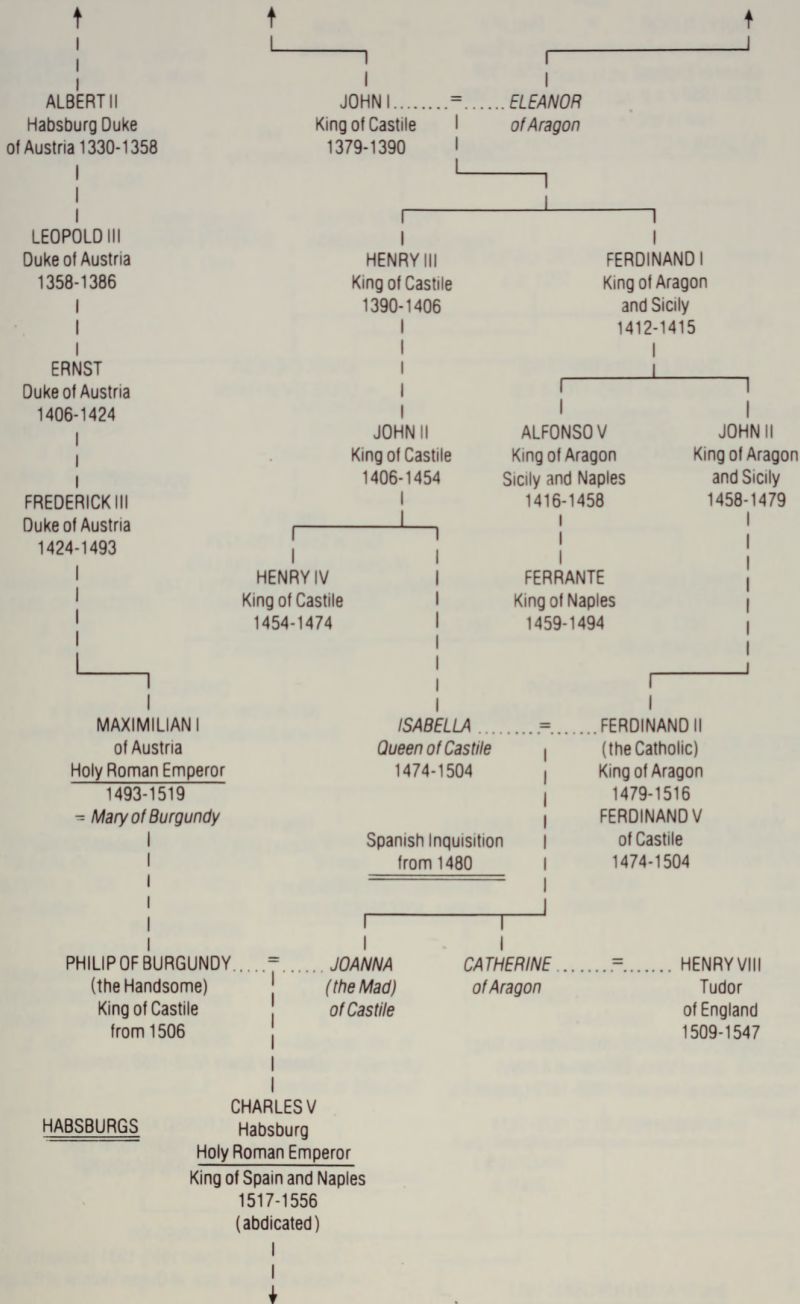 ALBERT II
Habsburg Duke
of Austria 1330-1358
JOHN I........=......ELEANOR
King of Castile
1379-1390
of Aragon
LEOPOLD III
Duke of Austria
1358-1386
HENRY III
King of Castile
1390-1406
FERDINAND I
King of Aragon
and Sicily
1412-1415
ERNST
Duke of Austria
1406-1424
JOHN II
King of Castile
1406-1454
ALFONSO V
King of Aragon
Sicily and Naples
1416-1458
JOHN II
King of Aragon
and Sicily
1458-1479
FREDERICK III
Duke of Austria
1424-1493
HENRY IV
King of Castile
1454-1474
FERRANTE
King of Naples
1459-1494
MAXIMILIAN I
of Austria
Holy Roman Emperor
1493-1519
= Mary of Burgundy
ISABELLA.........=.......FERDINAND II
Queen of Castile
1474-1504
(the Catholic)
King of Aragon
1479-1516
FERDINAND V
of Castile
1474-1504
Spanish Inquisition
from 1480
PHILIP OF BURGUNDY.....=......JOANNA
(the Handsome)
King of Castile
from 1506
(the Mad)
of Castile
CATHERINE........=.......HENRY VIII
of Aragon
Tudor
of England
1509-1547
HABSBURGS
CHARLES V
Habsburg
Holy Roman Emperor
King of Spain and Naples
1517-1556
(abdicated)